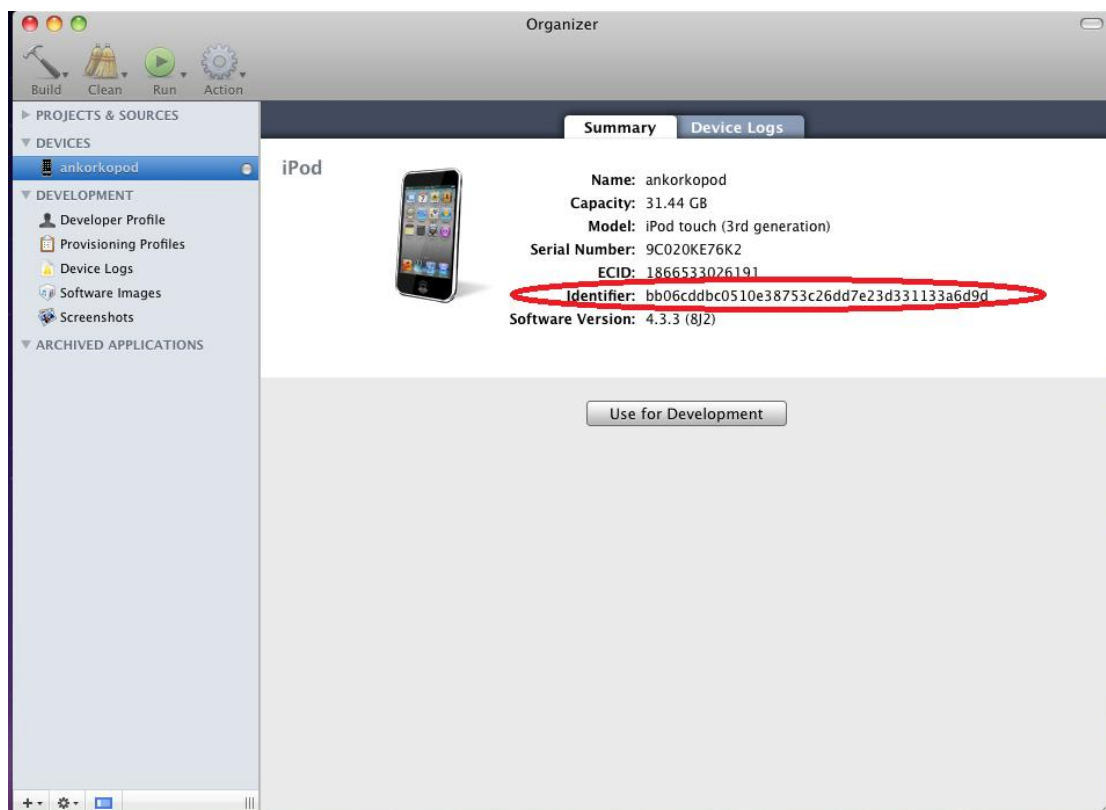 Organizer
Build Clean Run Action
PROJECTS & SOURCES
DEVICES
ankorkopod
DEVELOPMENT
Developer Profile
Provisioning Profiles
Device Logs
Software Images
Screenshots
ARCHIVED APPLICATIONS
Summary Device Logs
iPod
Name: ankorkopod
Capacity: 31.44 GB
Model: iPod touch (3rd generation)
Serial Number: 9C020KE76K2
ECID: 1866533026191
Identifier: bb06cddbc0510e38753c26dd7e23d331133a6d9d
Software Version: 4.3.3 (8J2)
Use for Development